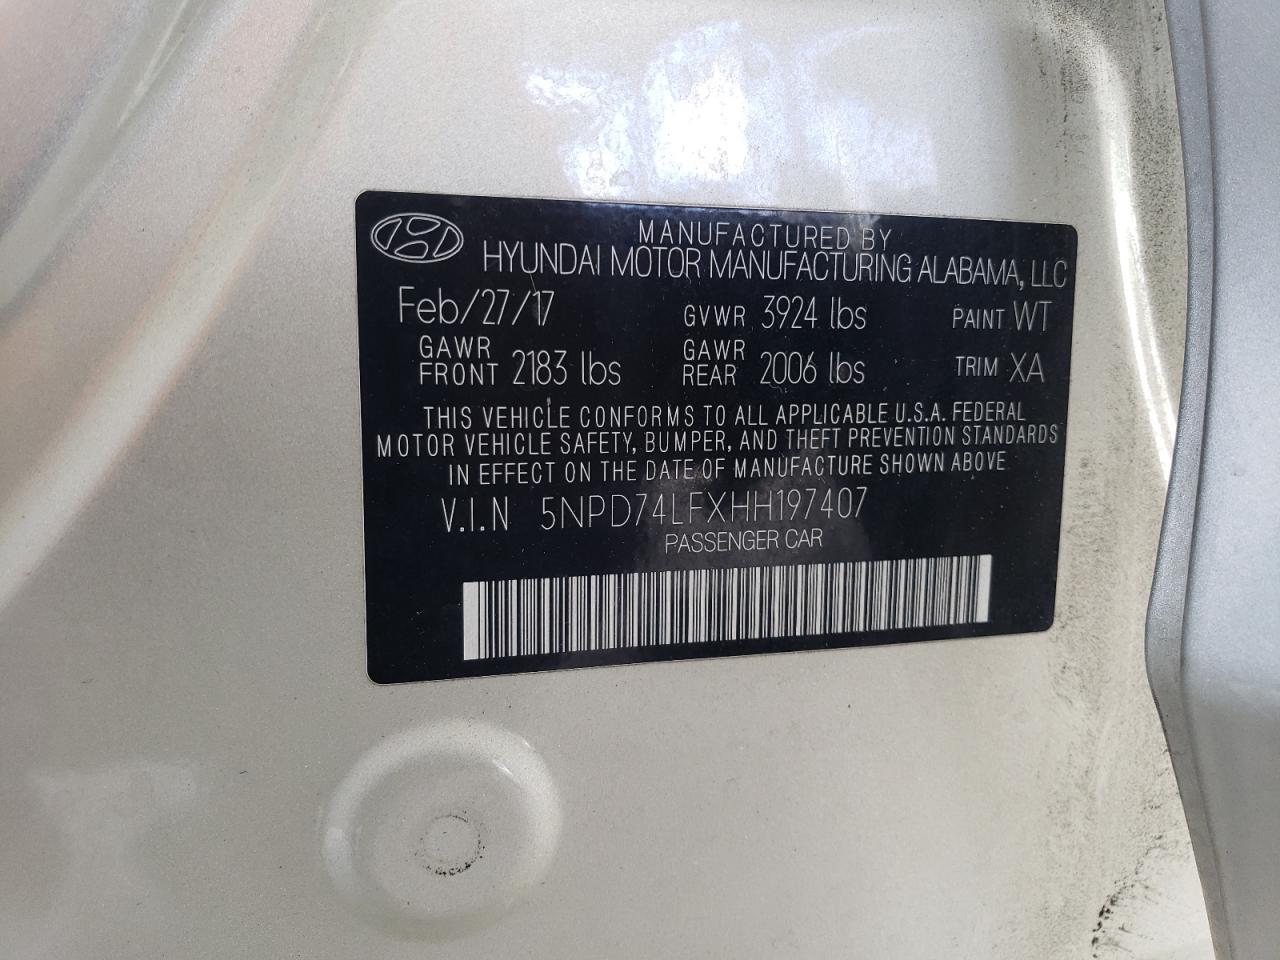 MANUFACTURED BY
HYUNDAI MOTOR MANUFACTURING ALABAMA, LLC
Feb/27/17 GVWR 3924 lbs PAINT WT
GAWR FRONT 2183 lbs GAWR REAR 2006 lbs TRIM XA
THIS VEHICLE CONFORMS TO ALL APPLICABLE U.S.A. FEDERAL
MOTOR VEHICLE SAFETY, BUMPER, AND THEFT PREVENTION STANDARDS
IN EFFECT ON THE DATE OF MANUFACTURE SHOWN ABOVE
V.I.N 5NPD74LFXHH197407
PASSENGER CAR